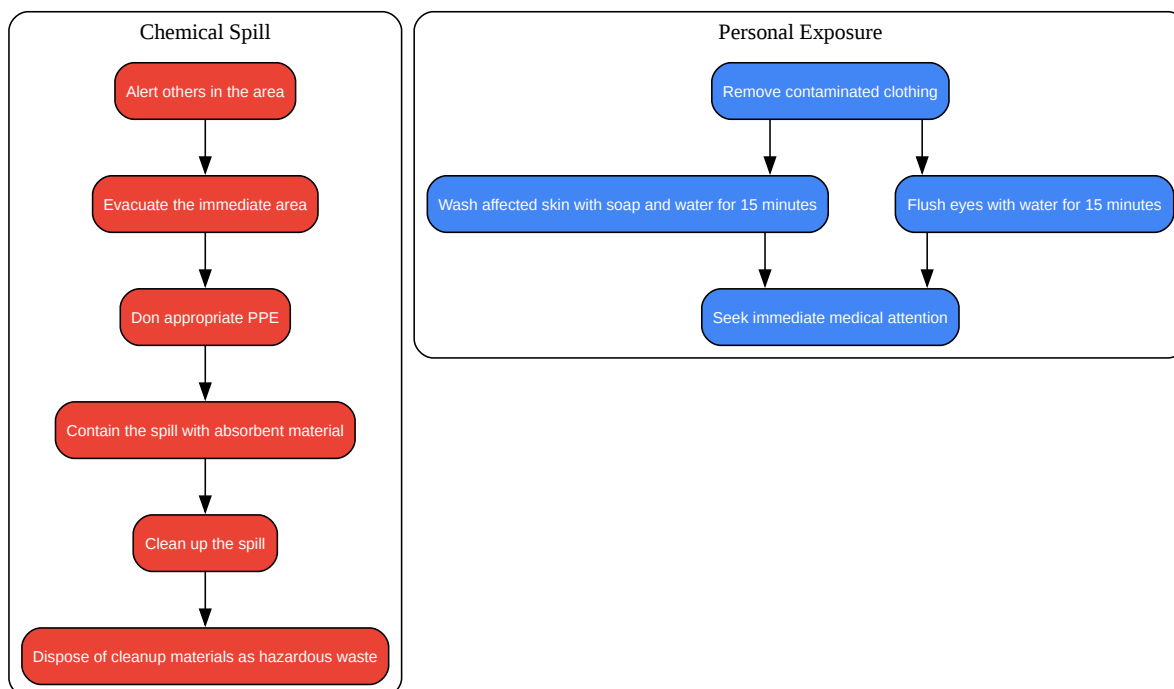 Chemical Spill
Alert others in the area
Evacuate the immediate area
Don appropriate PPE
Contain the spill with absorbent material
Clean up the spill
Dispose of cleanup materials as hazardous waste
Personal Exposure
Remove contaminated clothing
Wash affected skin with soap and water for 15 minutes
Flush eyes with water for 15 minutes
Seek immediate medical attention